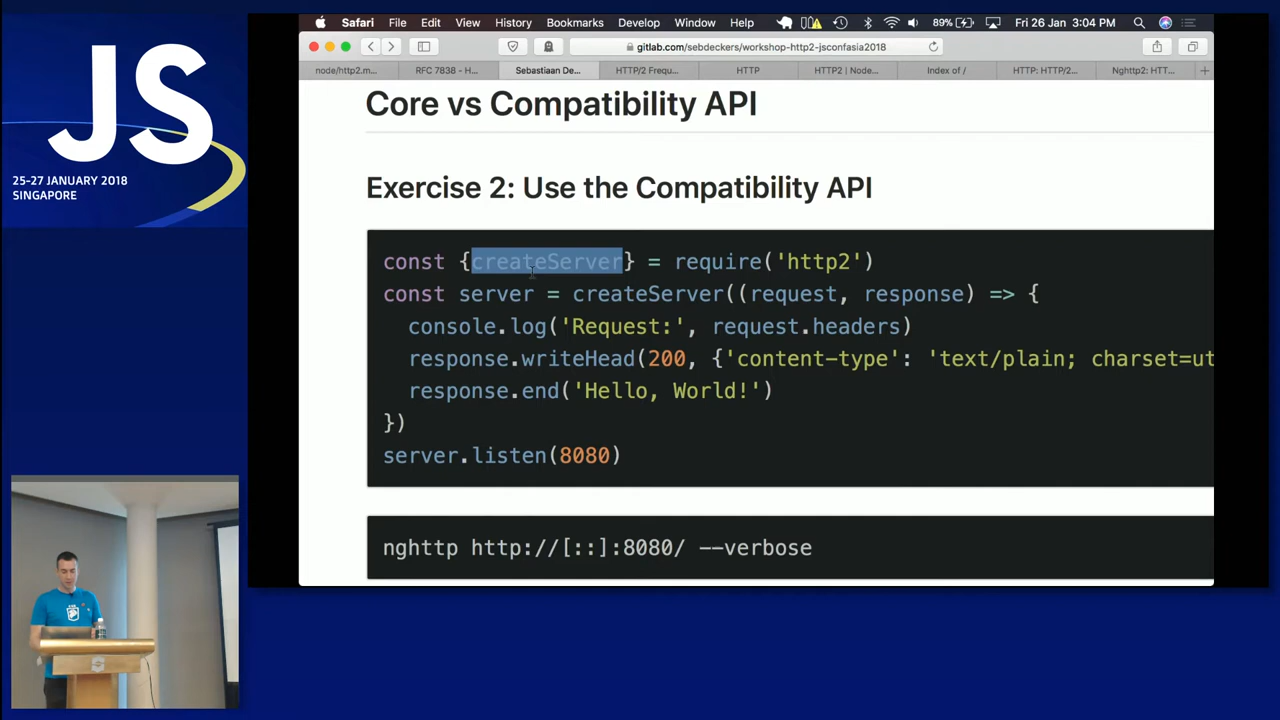 JS
25-27 JANUARY 2018
SINGAPORE
Safari File Edit View History Bookmarks Develop Window Help 89% Fri 26 Jan 3:04 PM
gitlab.com/sebdeckers/workshop-http2-jsconfasia2018
node/http2.m... RFC 7838 - H... Sebastiaan De... HTTP/2 Frequ... HTTP HTTP2 | Node... Index of / HTTP: HTTP/2... Nghttp2: HTT...
Core vs Compatibility API
Exercise 2: Use the Compatibility API
const {createServer} = require('http2')
const server = createServer((request, response) => {
console.log('Request:', request.headers)
response.writeHead(200, {'content-type': 'text/plain; charset=ut
response.end('Hello, World!')
})
server.listen(8080)
nghttp http://[::]:8080/ --verbose